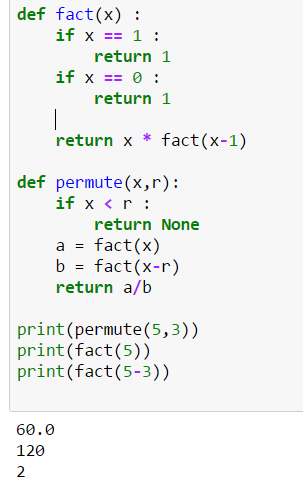 def fact(x) :
    if x == 1 :
        return 1
    if x == 0 :
        return 1

    return x * fact(x-1)

def permute(x,r):
    if x < r :
        return None
    a = fact(x)
    b = fact(x-r)
    return a/b

print(permute(5,3))
print(fact(5))
print(fact(5-3))

60.0
120
2